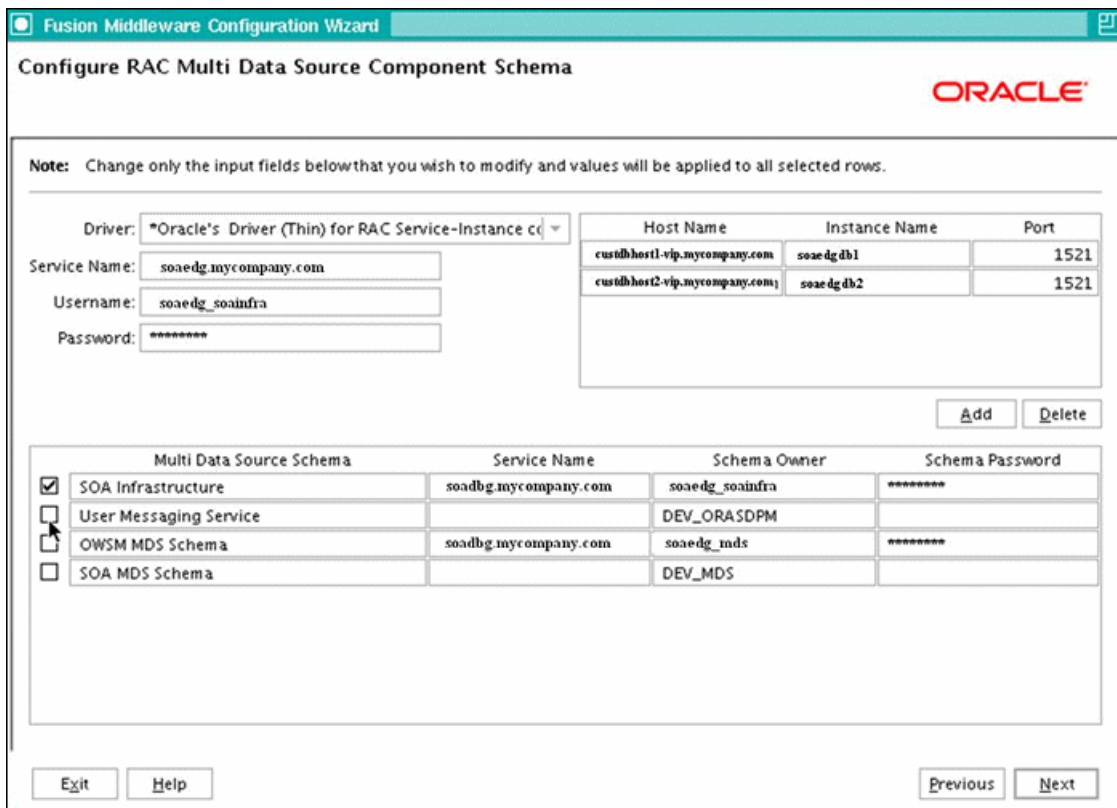 Fusion Middleware Configuration Wizard
Configure RAC Multi Data Source Component Schema
ORACLE
Note: Change only the input fields below that you wish to modify and values will be applied to all selected rows.
Driver: *Oracle's Driver (Thin) for RAC Service-Instance co
Service Name: soaedg.mycompany.com
Username: soaedg_soainfra
Password: ********
Host Name Instance Name Port
custdbhost1-vip.mycompany.com soaedgdb1 1521
custdbhost2-vip.mycompany.com soaedgdb2 1521
Add Delete
Multi Data Source Schema Service Name Schema Owner Schema Password
SOA Infrastructure soadbg.mycompany.com soaedg_soainfra ********
User Messaging Service DEV_ORASDPM
OWSM MDS Schema soadbg.mycompany.com soaedg_mds ********
SOA MDS Schema DEV_MDS
Exit Help Previous Next